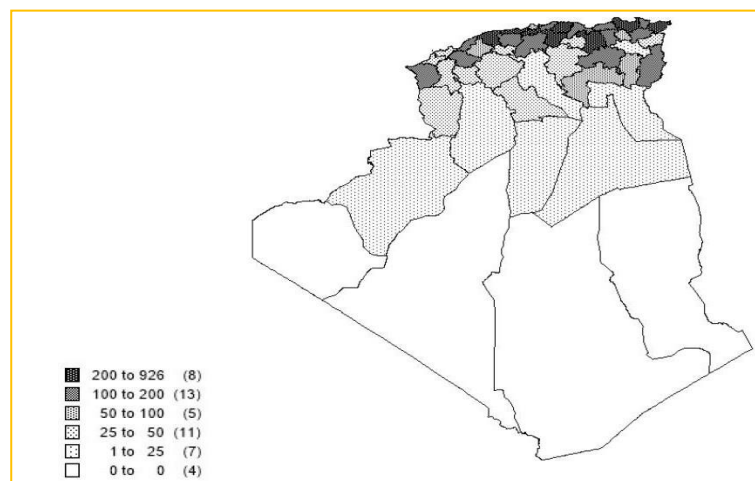 200 to 926 (8)
100 to 200 (13)
50 to 100 (5)
25 to 50 (11)
1 to 25 (7)
0 to 0 (4)